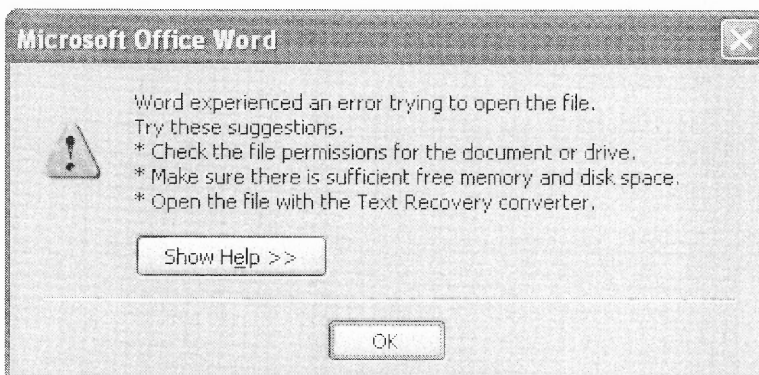 Microsoft Office Word
Word experienced an error trying to open the file.
Try these suggestions.
* Check the file permissions for the document or drive.
* Make sure there is sufficient free memory and disk space.
* Open the file with the Text Recovery converter.
Show Help >>
OK